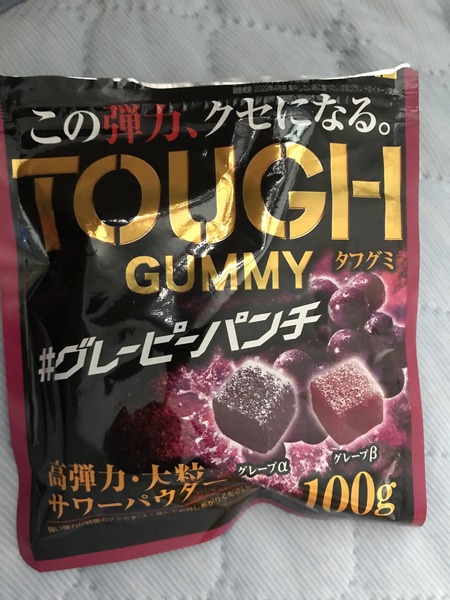 この弾力、クセになる。
TOUGH
GUMMY
タフグミ
#グレーピーパンチ
グレープα
グレープβ
高弾力・大粒
サワーパウダー
100g